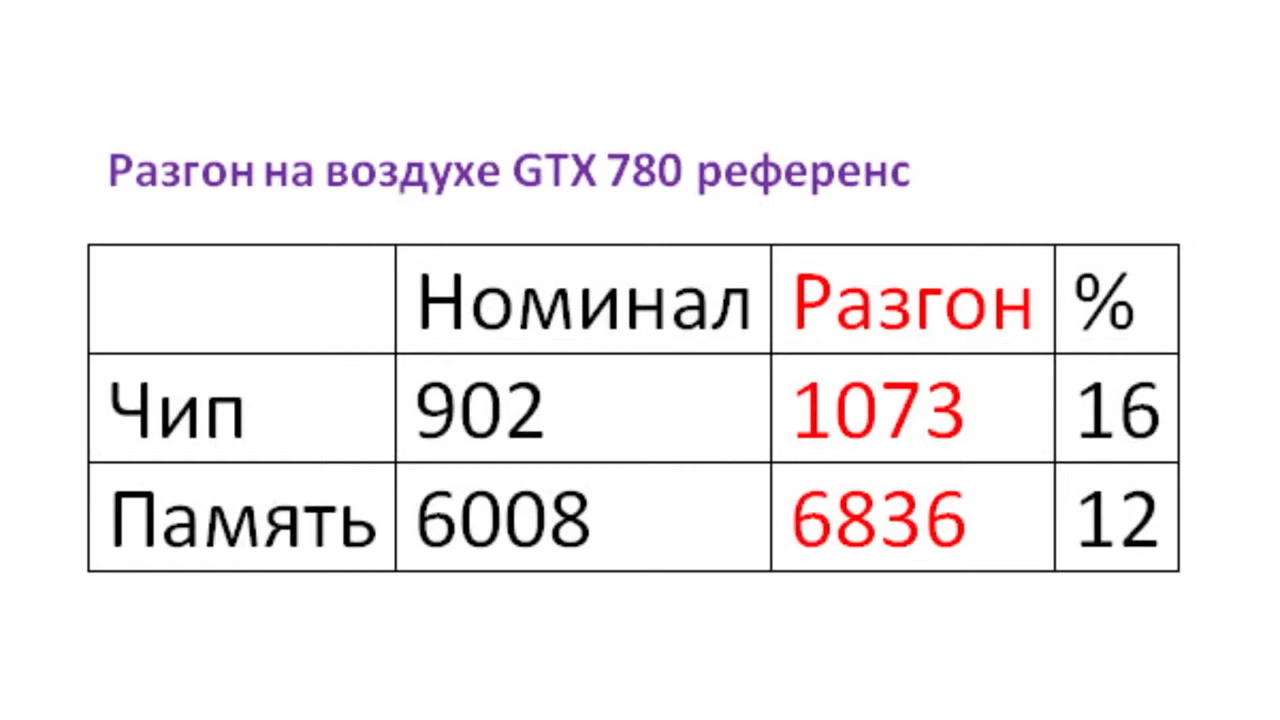 Разгон на воздухе GTX 780 референс
Номинал Разгон %
Чип 902 1073 16
Память 6008 6836 12